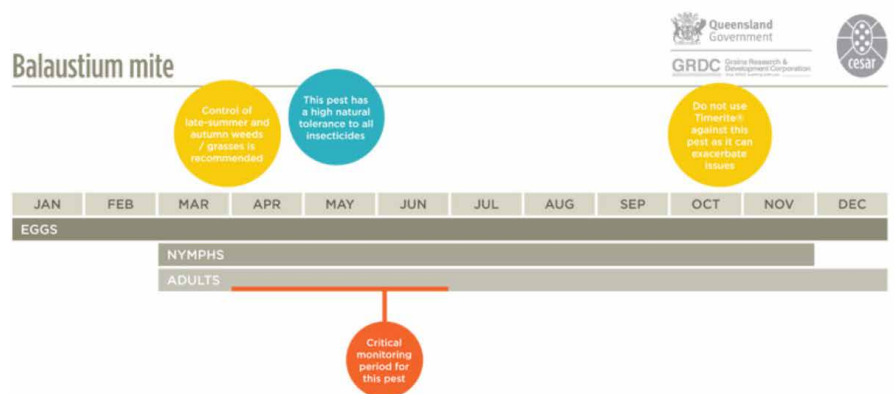 Queensland
Government
GRDC
Grains Research &
Development Corporation
cesar
Balaustium mite
Control of
late-summer and
autumn weeds
/ grasses is
recommended
This pest has
a high natural
tolerance to all
insecticides
Do not use
Timerite®
against this
pest as it can
exacerbate
issues
JAN FEB MAR APR MAY JUN JUL AUG SEP OCT NOV DEC
EGGS
NYMPHS
ADULTS
Critical
monitoring
period for
this pest